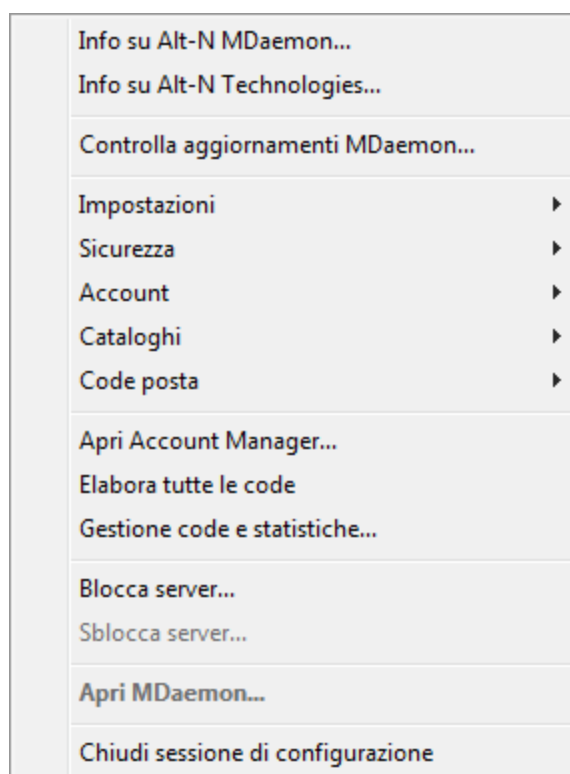 Info su Alt-N MDaemon...
Info su Alt-N Technologies...
Controlla aggiornamenti MDaemon...
Impostazioni
Sicurezza
Account
Cataloghi
Code posta
Apri Account Manager...
Elabora tutte le code
Gestione code e statistiche...
Blocca server...
Sblocca server...
Apri MDaemon...
Chiudi sessione di configurazione